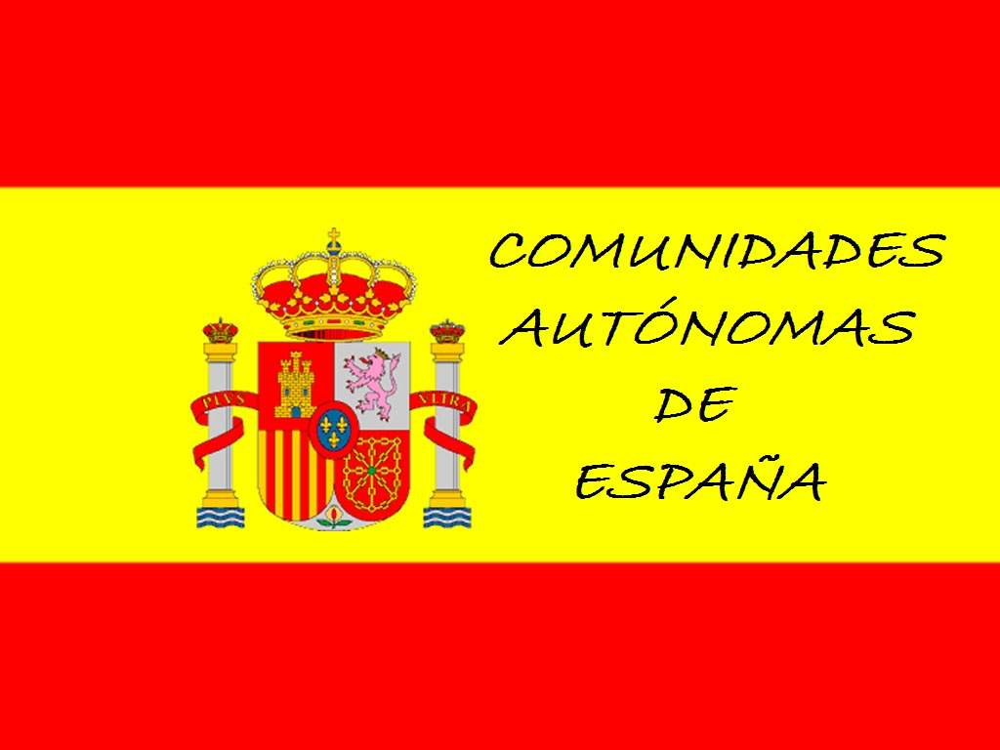 COMUNIDADES
AUTÓNOMAS
DE
ESPAÑA
PLVS VLTRA